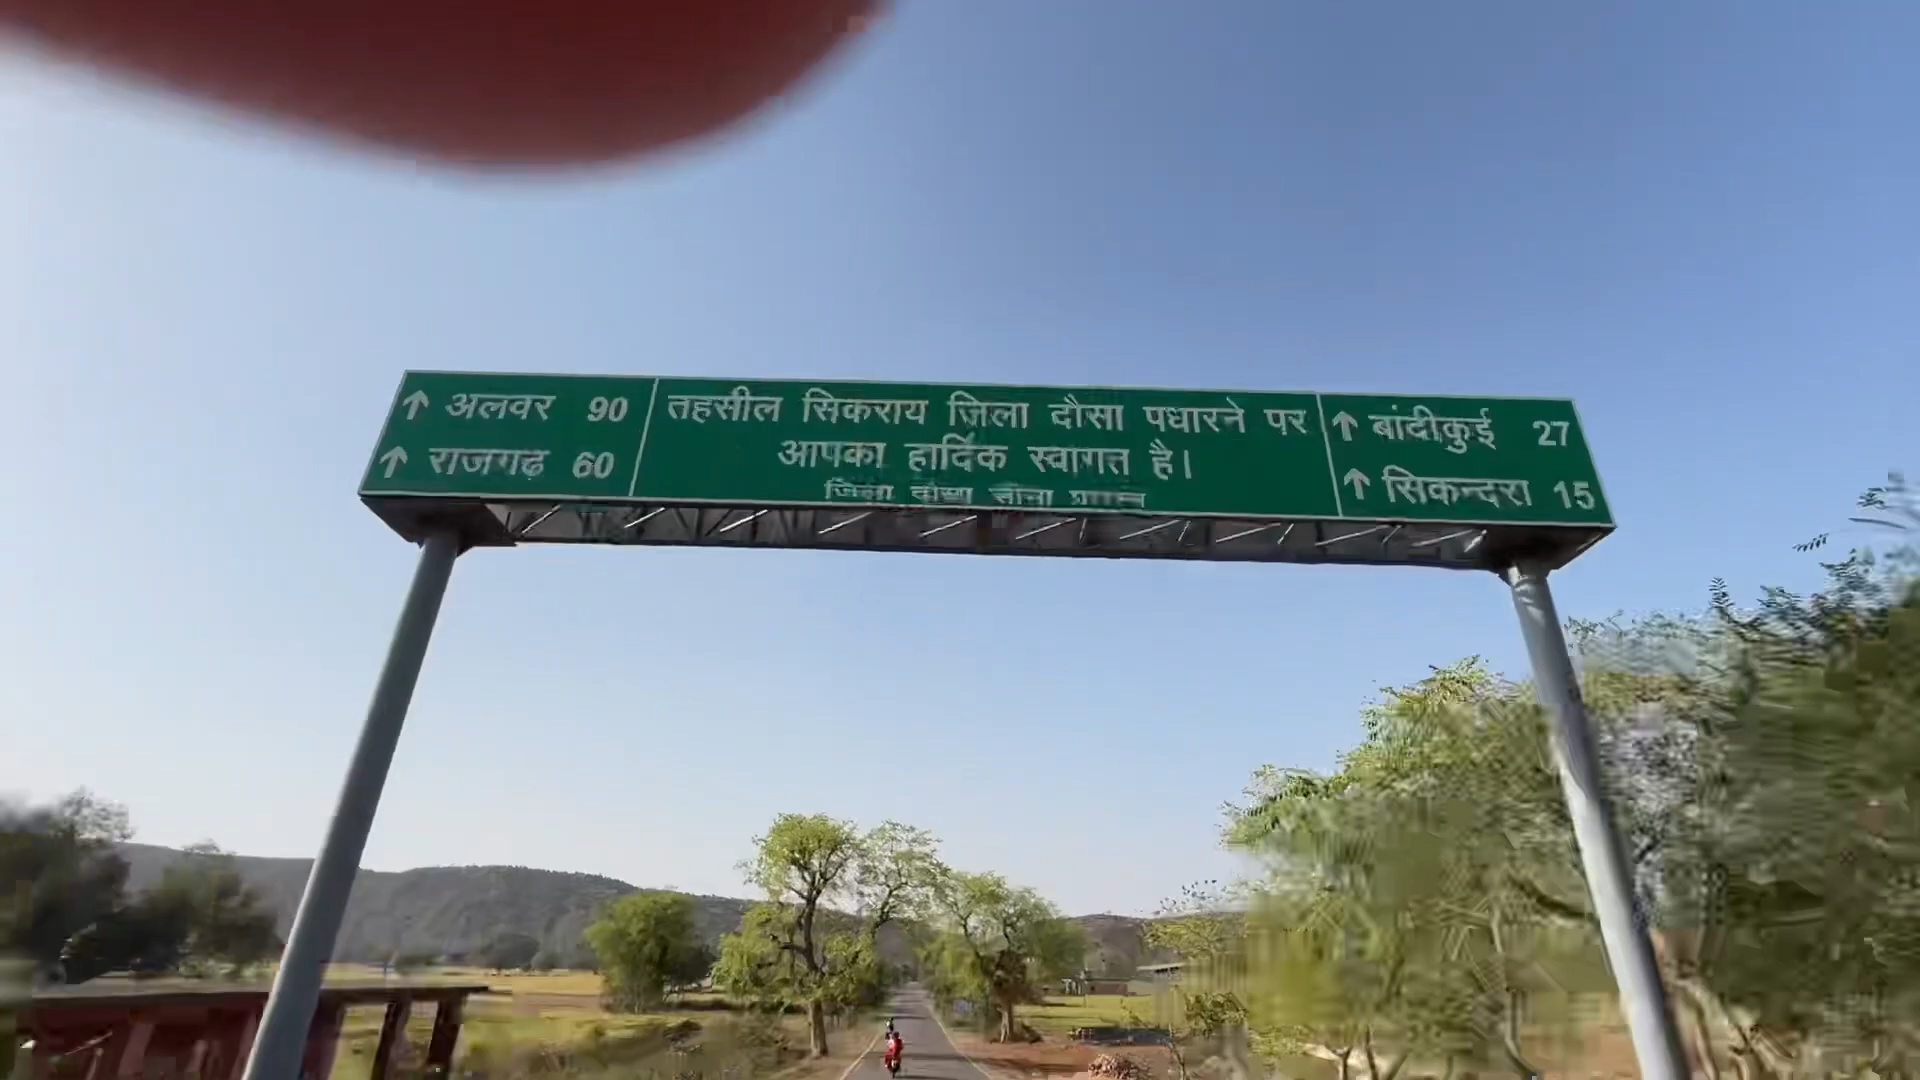 ↑ अलवर 90
↑ राजगढ़ 60
तहसील सिकराय जिला दौसा पधारने पर
आपका हार्दिक स्वागत है।
जिला दौसा सीमा
↑ बांदीकुई 27
↑ सिकन्दरा 15